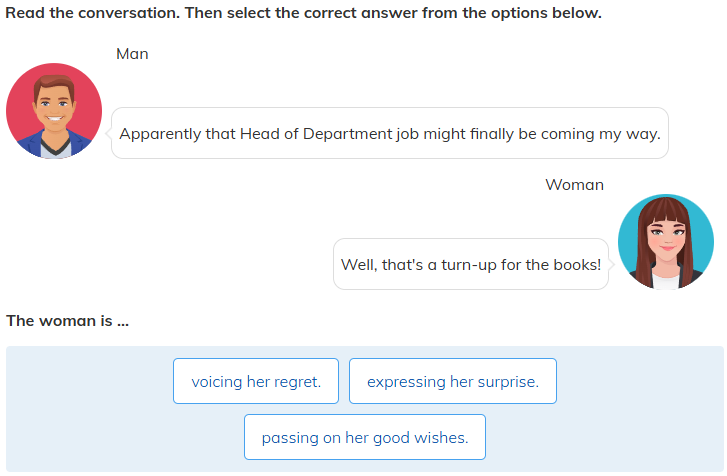 Read the conversation. Then select the correct answer from the options below.
Man
Apparently that Head of Department job might finally be coming my way.
Woman
Well, that's a turn-up for the books!
The woman is ...
voicing her regret.
expressing her surprise.
passing on her good wishes.